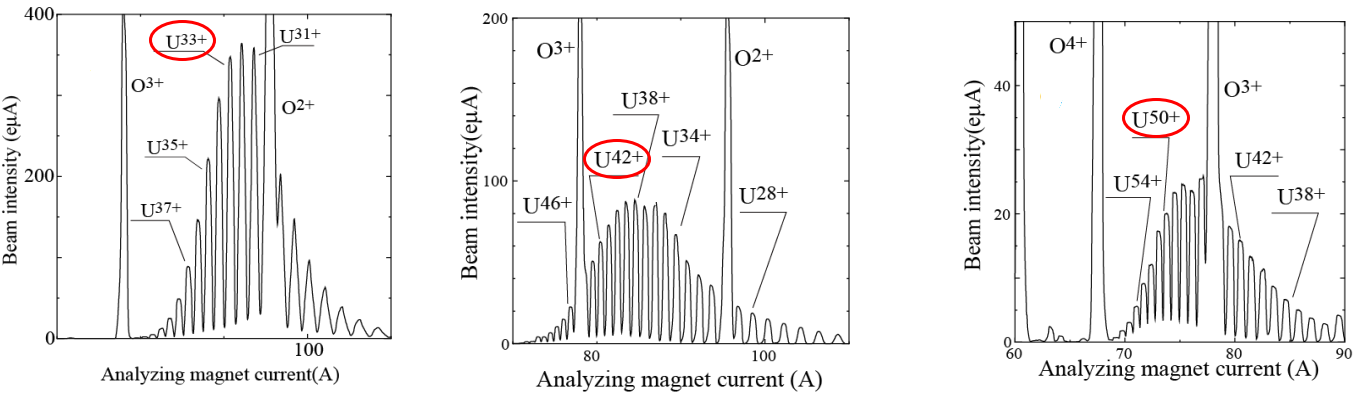 400
200
0
Beam intensity (eμA)
O3+
U33+
U31+
O2+
U35+
U37+
100
Analyzing magnet current(A)
200
100
0
Beam intensity(eμA)
O3+
O2+
U38+
U42+
U34+
U46+
U28+
80
100
Analyzing magnet current (A)
40
20
0
Beam intensity(eμA)
O4+
O3+
U50+
U54+
U42+
U38+
60
70
80
90
Analyzing magnet current (A)